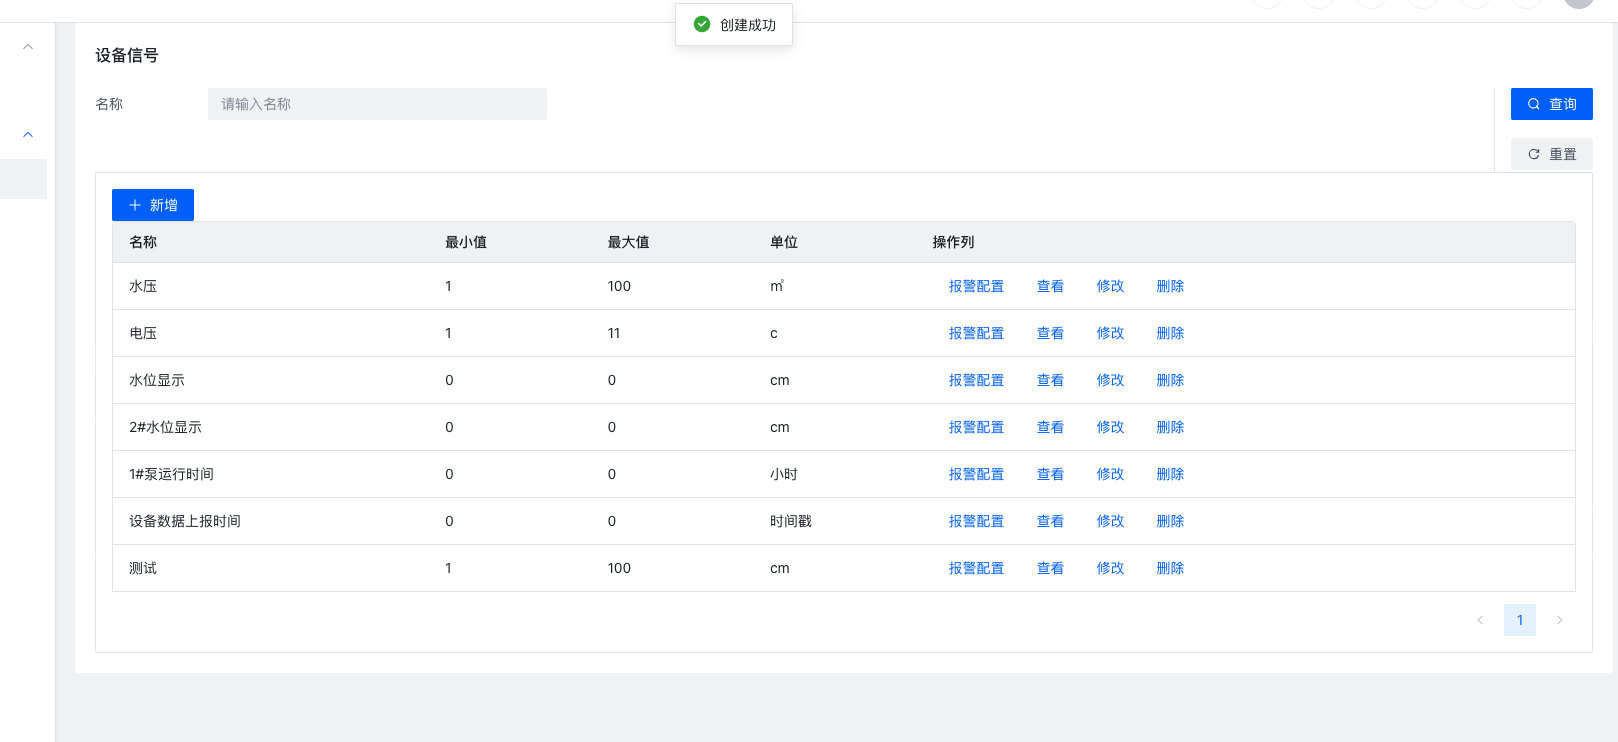 创建成功
设备信号
名称 请输入名称 查询
重置
新增
名称 最小值 最大值 单位 操作列
水压 1 100 ㎡ 报警配置 查看 修改 删除
电压 1 11 c 报警配置 查看 修改 删除
水位显示 0 0 cm 报警配置 查看 修改 删除
2#水位显示 0 0 cm 报警配置 查看 修改 删除
1#泵运行时间 0 0 小时 报警配置 查看 修改 删除
设备数据上报时间 0 0 时间戳 报警配置 查看 修改 删除
测试 1 100 cm 报警配置 查看 修改 删除
1